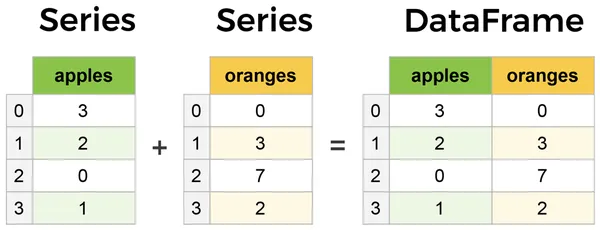 Series Series DataFrame
apples oranges apples oranges
0 3 0 0 0 3 0
1 2 1 3 1 2 3
+ =
2 0 2 7 2 0 7
3 1 3 2 3 1 2